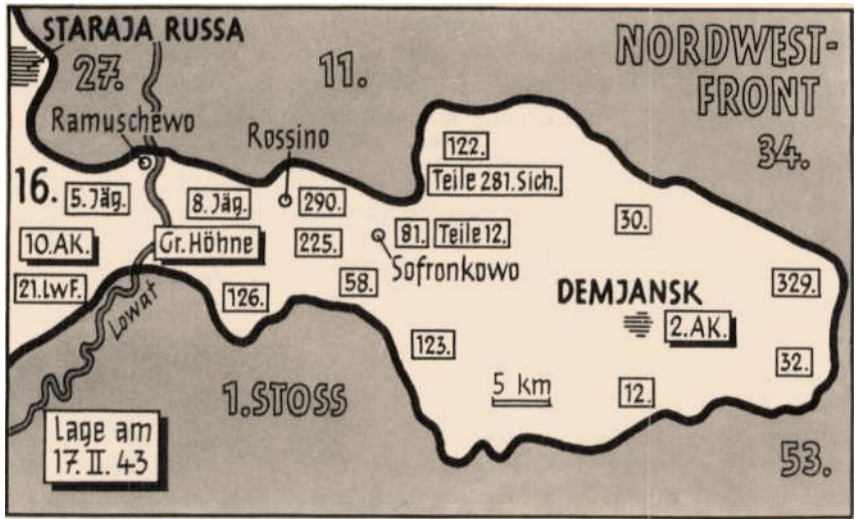 STARAJA RUSSA
NORDWEST-
FRONT
27.
11.
34.
Ramuschewo
Rossino
122.
Teile 281. Sich.
16.
5. Jäg.
8. Jäg.
290.
30.
10. AK.
Gr. Höhne
225.
81.
Teile 12.
Sofronkowo
21. LwF.
126.
58.
DEMJANSK
329.
2. AK.
Lowat
123.
32.
5 km
12.
1. STOSS
Lage am
17. II. 43
53.